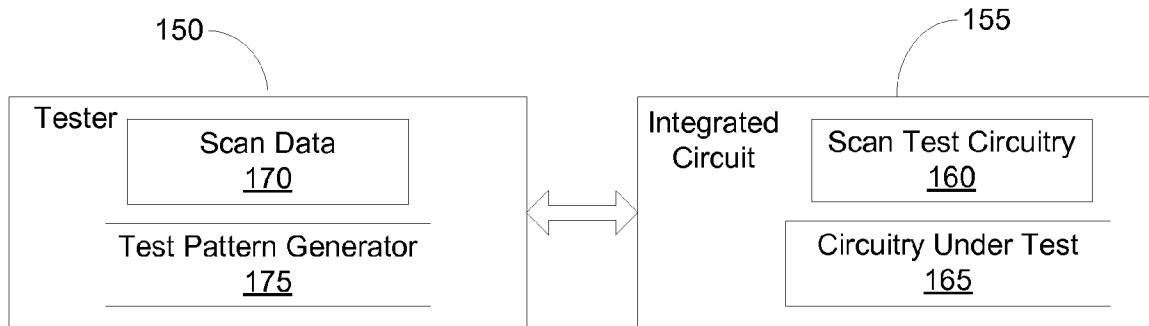 150
155
Tester
Scan Data
170
Test Pattern Generator
175
Integrated
Circuit
Scan Test Circuitry
160
Circuitry Under Test
165